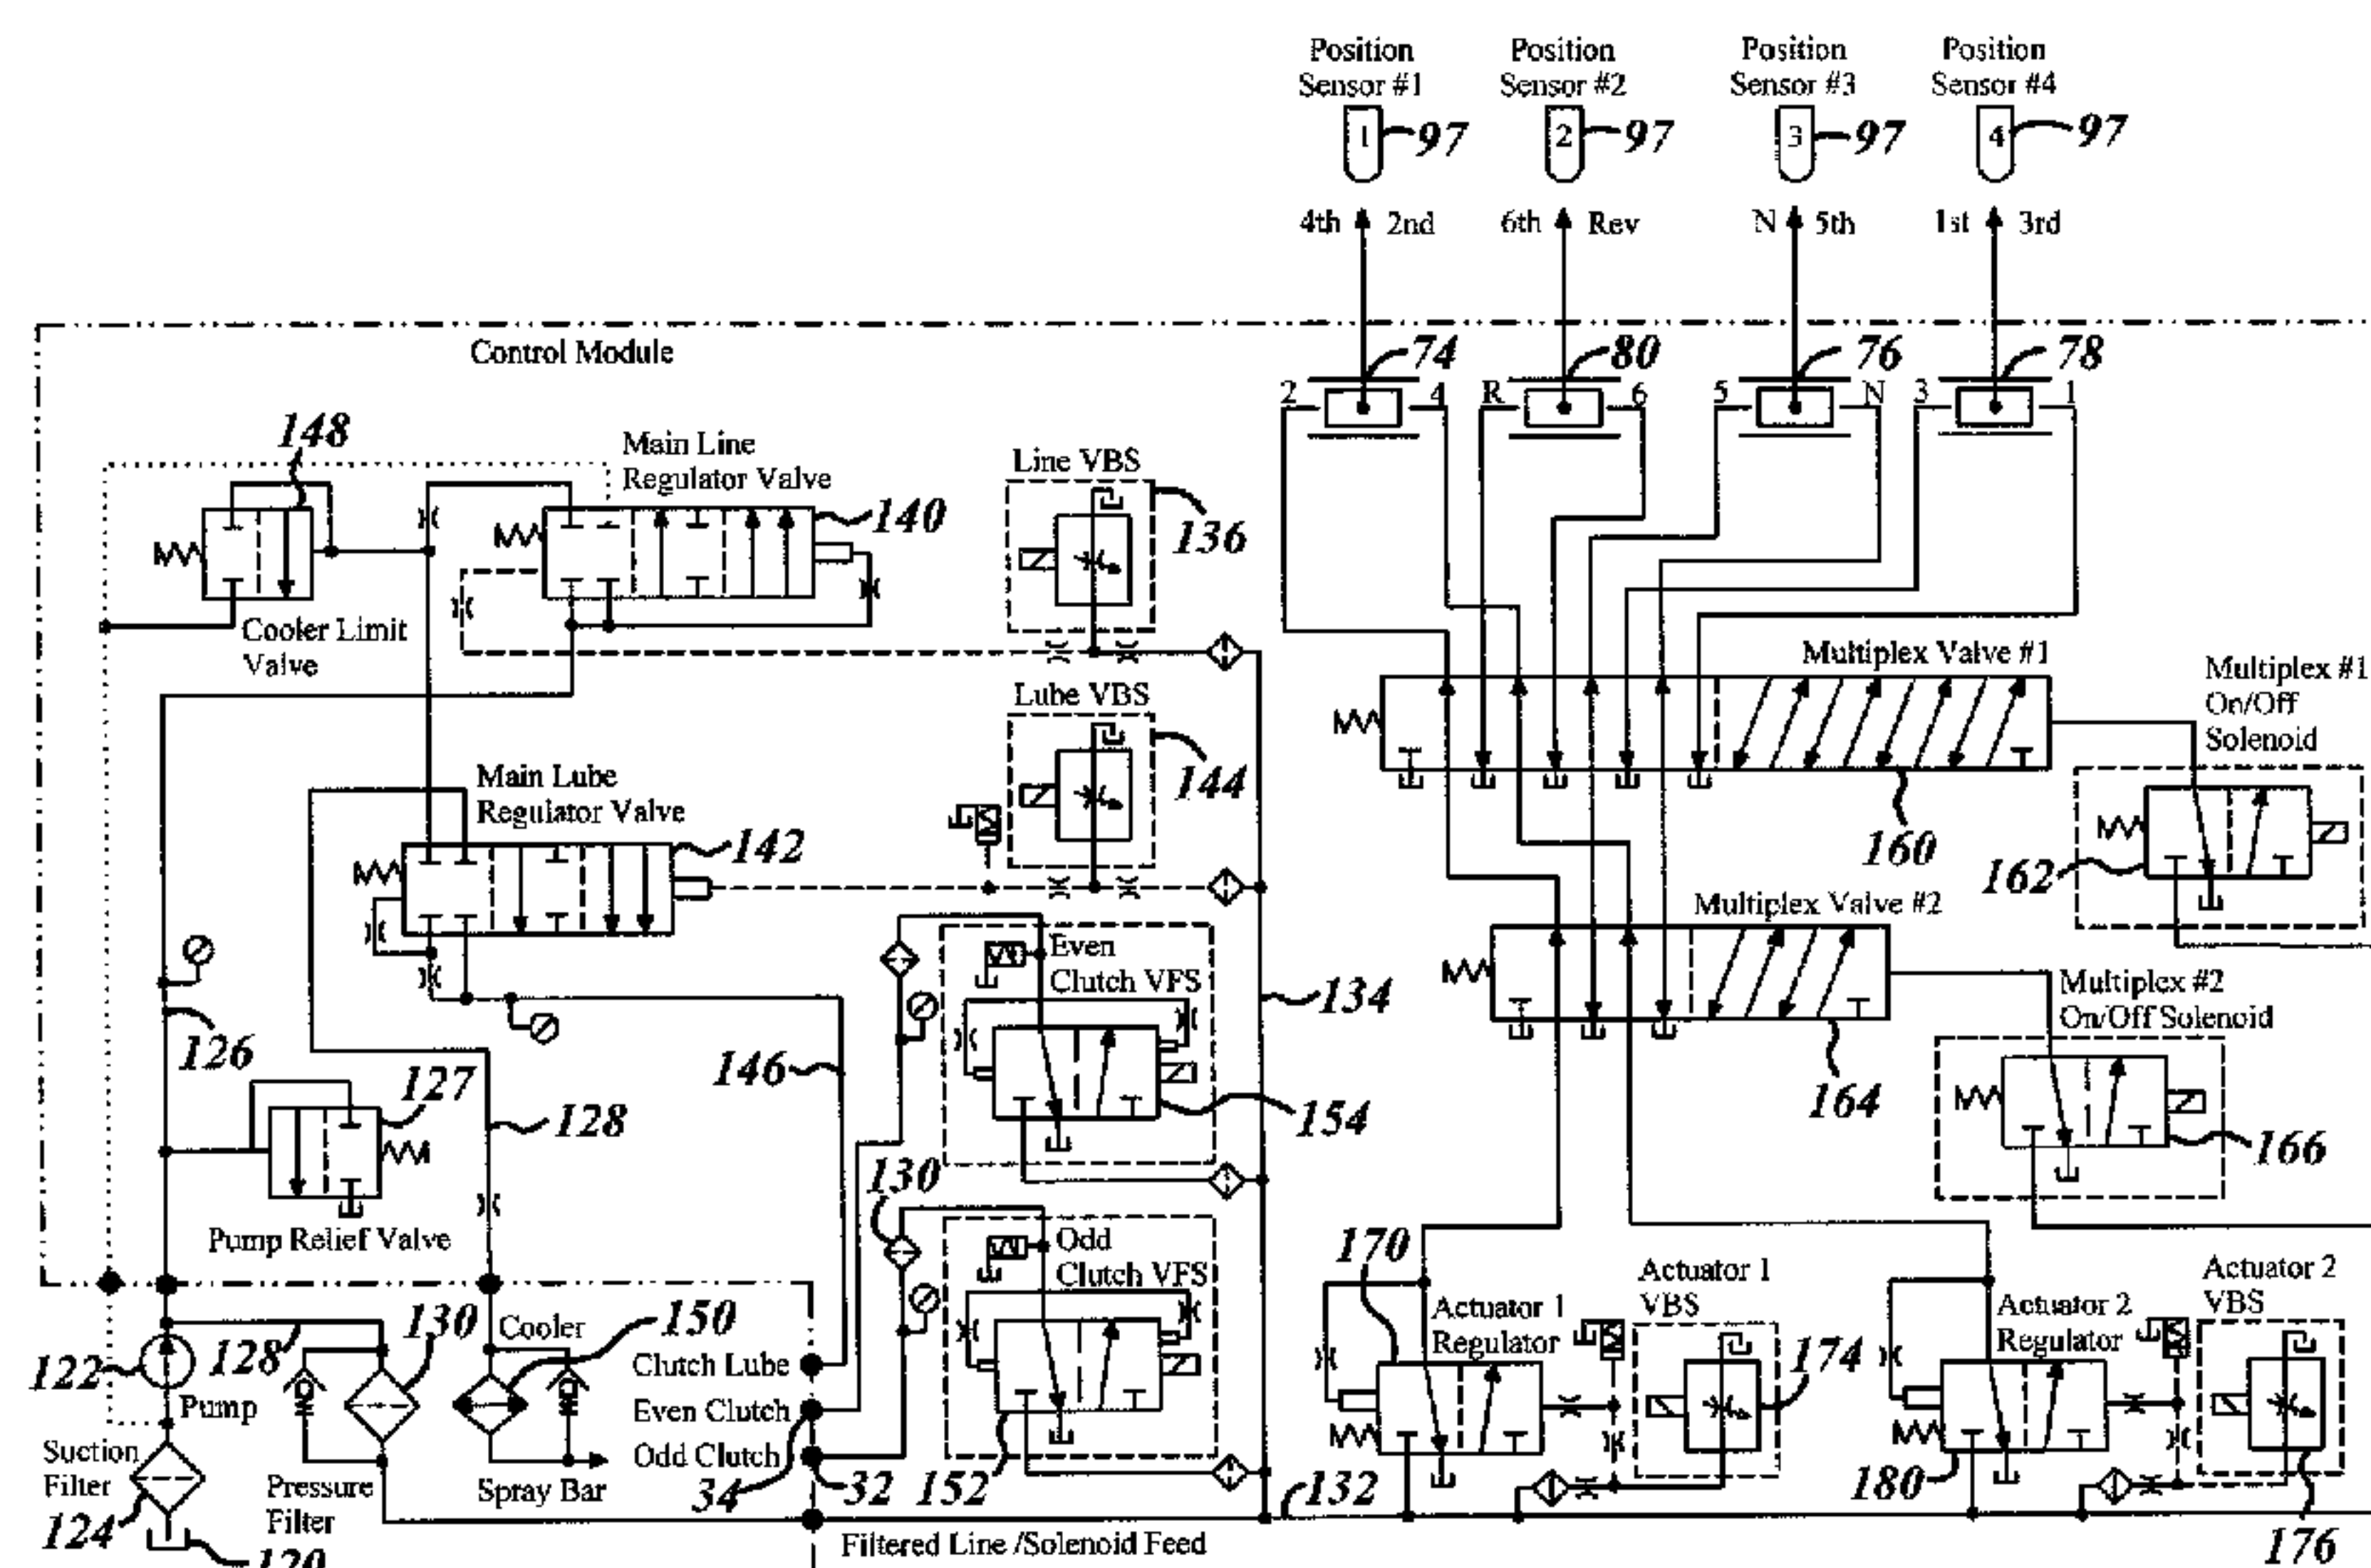 Position Position Position Position
Sensor #1 Sensor #2 Sensor #3 Sensor #4
1 97 2 97 3 97 4 97
4th 2nd 6th Rev N 5th 1st 3rd
Control Module
74 80 76 78
2 4 R 6 5 N 3 1
148
Main Line
Regulator Valve
140
Line VBS
136
Cooler Limit
Valve
Multiplex Valve #1
160
Multiplex #1
On/Off
Solenoid
162
Lube VBS
144
Main Lube
Regulator Valve
142
Multiplex Valve #2
164
Multiplex #2
On/Off Solenoid
166
Even
Clutch VFS
154
134
126
127
146
128
Pump Relief Valve
130
Odd
Clutch VFS
152
170
Actuator 1
Regulator
Actuator 1
VBS
174
Actuator 2
Regulator
180
Actuator 2
VBS
176
122
Pump
128
130
Cooler
150
Clutch Lube
Even Clutch
Odd Clutch
34
32
132
Suction
Filter
124
Pressure
Filter
Spray Bar
120
Filtered Line /Solenoid Feed